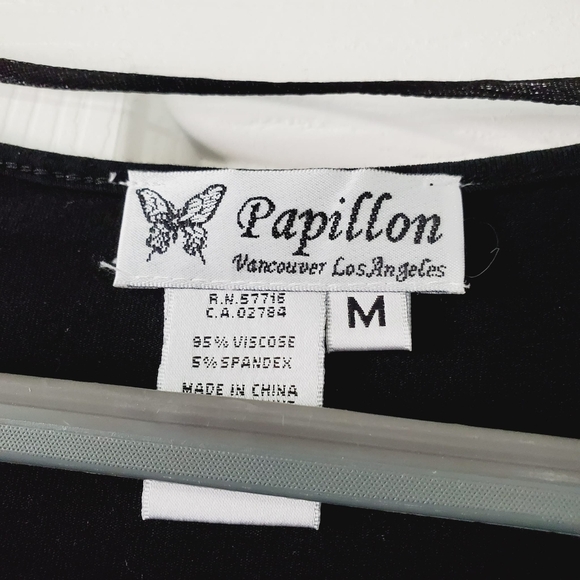 Papillon
Vancouver Los Angeles
M
R.N.57716
C.A.02784
95% VISCOSE
5% SPANDEX
MADE IN CHINA